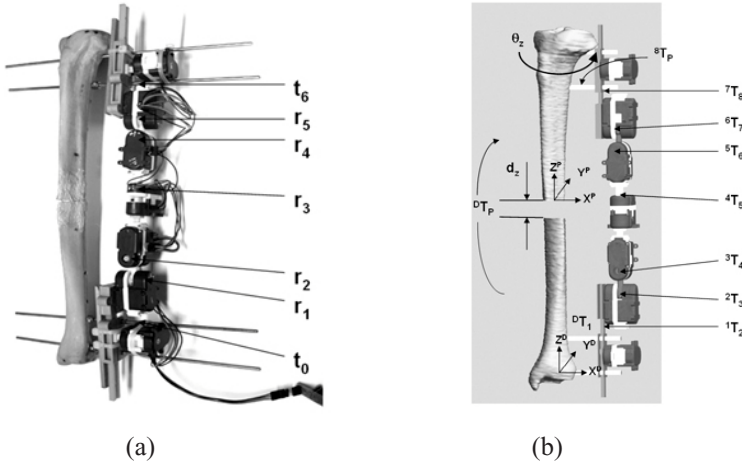 t₆
r₅
r₄
r₃
r₂
r₁
t₀
θz
⁸TP
⁷T₈
⁶T₇
⁵T₆
dz
ZP
YP
XP
DTP
⁴T₅
³T₄
²T₃
DT₁
¹T₂
ZD
YD
XD
(a)
(b)